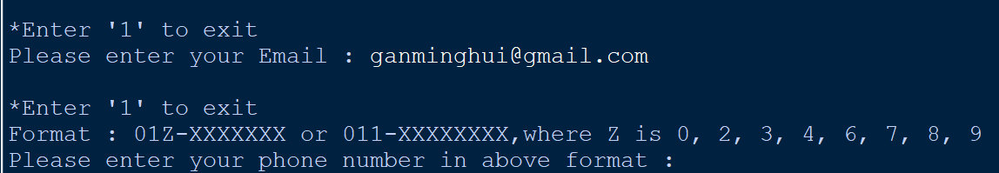 *Enter '1' to exit
Please enter your Email : ganminghui@gmail.com
*Enter '1' to exit
Format : 01Z-XXXXXXX or 011-XXXXXXXX,where Z is 0, 2, 3, 4, 6, 7, 8, 9
Please enter your phone number in above format :